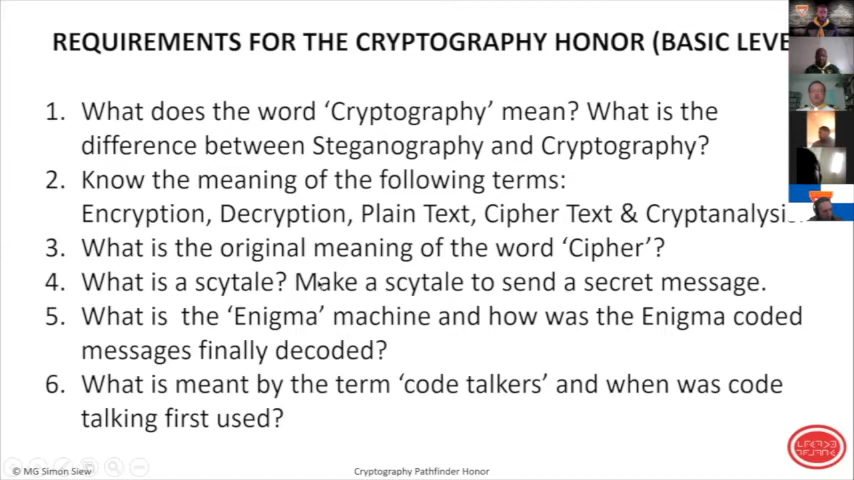 REQUIREMENTS FOR THE CRYPTOGRAPHY HONOR (BASIC LEVE
1. What does the word ‘Cryptography’ mean? What is the
difference between Steganography and Cryptography?
2. Know the meaning of the following terms:
Encryption, Decryption, Plain Text, Cipher Text & Cryptanalysis.
3. What is the original meaning of the word ‘Cipher’?
4. What is a scytale? Make a scytale to send a secret message.
5. What is the ‘Enigma’ machine and how was the Enigma coded
messages finally decoded?
6. What is meant by the term ‘code talkers’ and when was code
talking first used?
© MG Simon Siew
Cryptography Pathfinder Honor